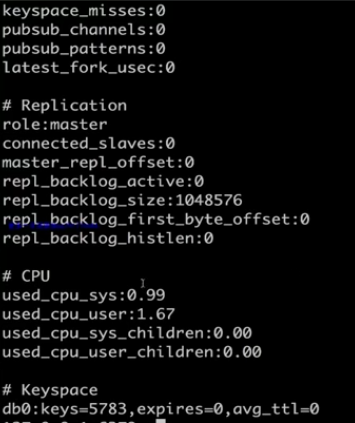 keyspace_misses:0
pubsub_channels:0
pubsub_patterns:0
latest_fork_usec:0
# Replication
role:master
connected_slaves:0
master_repl_offset:0
repl_backlog_active:0
repl_backlog_size:1048576
repl_backlog_first_byte_offset:0
repl_backlog_histlen:0
# CPU
used_cpu_sys:0.99
used_cpu_user:1.67
used_cpu_sys_children:0.00
used_cpu_user_children:0.00
# Keyspace
db0:keys=5783,expires=0,avg_ttl=0